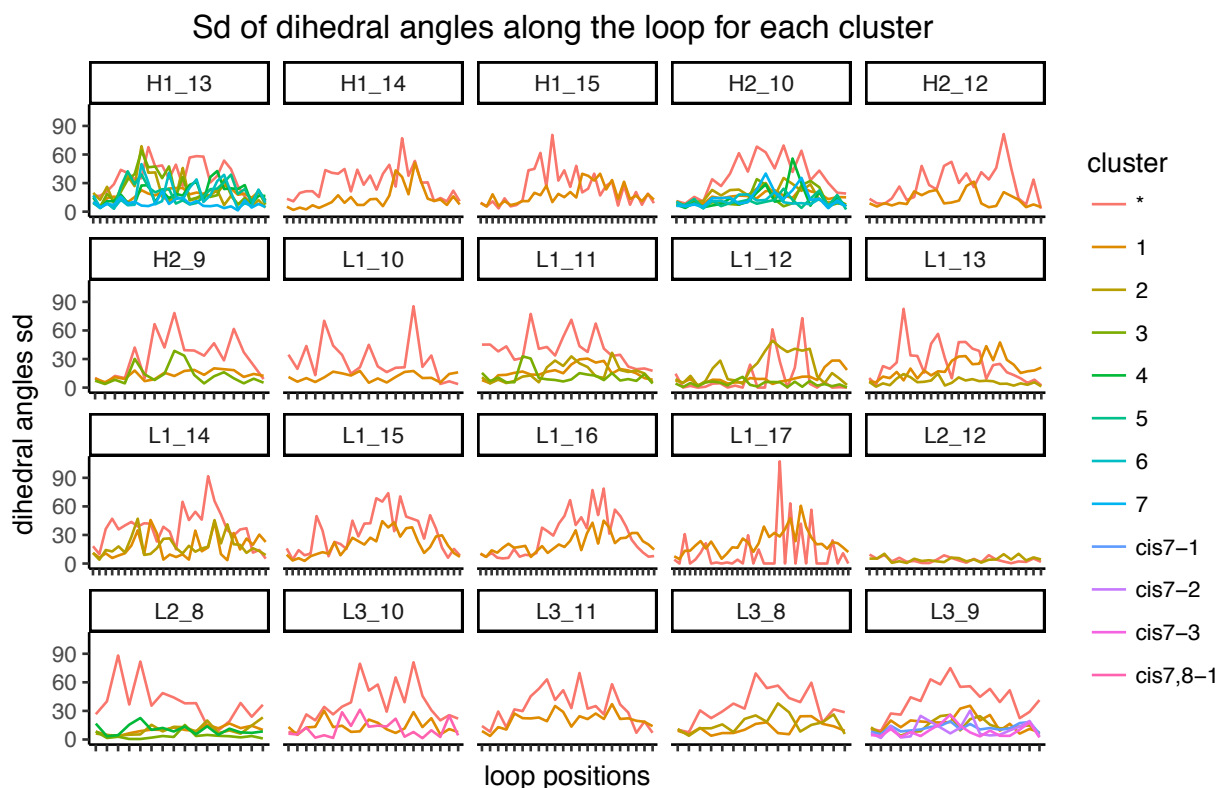 Sd of dihedral angles along the loop for each cluster
H1_13 H1_14 H1_15 H2_10 H2_12
90
60
30
0
H2_9 L1_10 L1_11 L1_12 L1_13
90
60
30
0
L1_14 L1_15 L1_16 L1_17 L2_12
90
60
30
0
L2_8 L3_10 L3_11 L3_8 L3_9
90
60
30
0
dihedral angles sd
loop positions
cluster
*
1
2
3
4
5
6
7
cis7−1
cis7−2
cis7−3
cis7,8−1